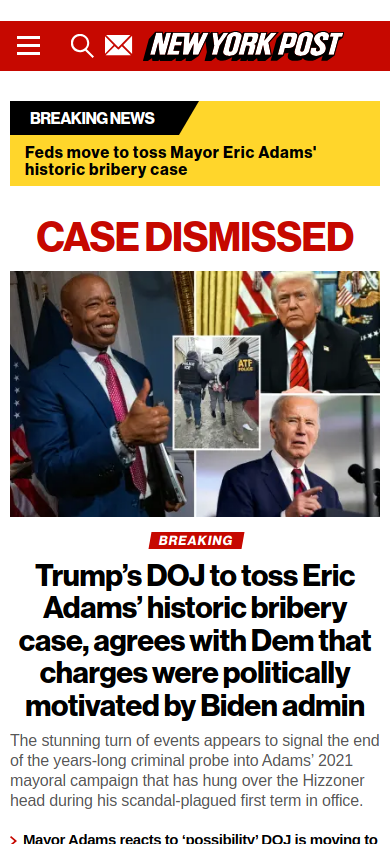 NEW YORK POST
BREAKING NEWS
Feds move to toss Mayor Eric Adams'
historic bribery case
CASE DISMISSED
POLICE
ICE
ATF
POLICE
BREAKING
Trump’s DOJ to toss Eric
Adams’ historic bribery
case, agrees with Dem that
charges were politically
motivated by Biden admin
The stunning turn of events appears to signal the end
of the years-long criminal probe into Adams’ 2021
mayoral campaign that has hung over the Hizzoner
head during his scandal-plagued first term in office.
Mayor Adams reacts to ‘possibility’ DOJ is moving to